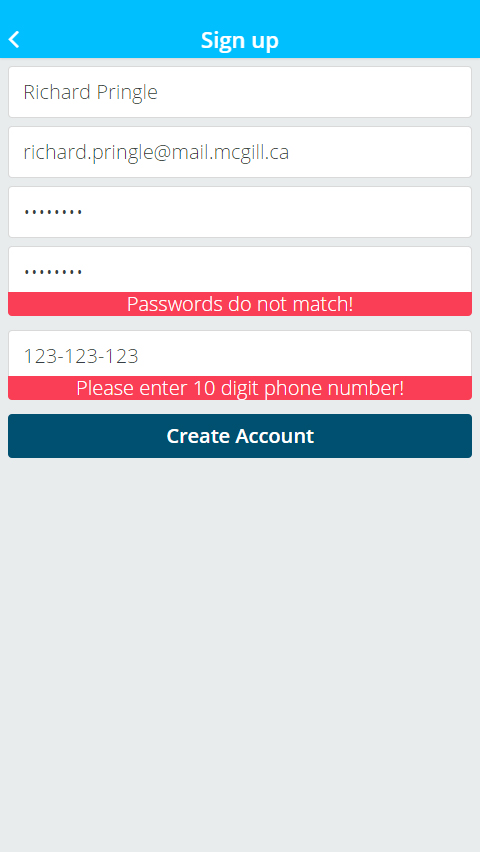 Sign up
Richard Pringle
richard.pringle@mail.mcgill.ca
••••••••
••••••••
Passwords do not match!
123-123-123
Please enter 10 digit phone number!
Create Account